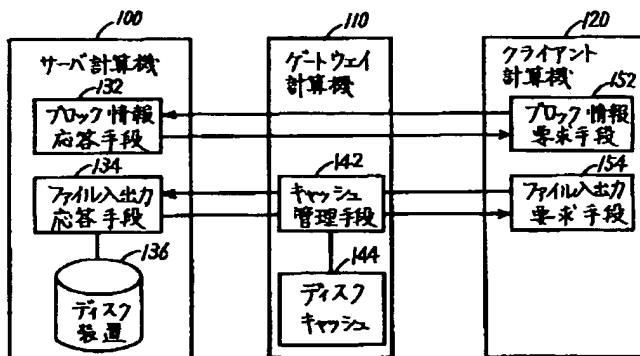 100
110
120
サーバ計算機
ゲートウェイ
計算機
クライアント
計算機
132
ブロック情報
応答手段
152
ブロック情報
要求手段
134
ファイル入出力
応答手段
142
キャッシュ
管理手段
154
ファイル入出力
要求手段
136
ディスク
装置
144
ディスク
キャッシュ